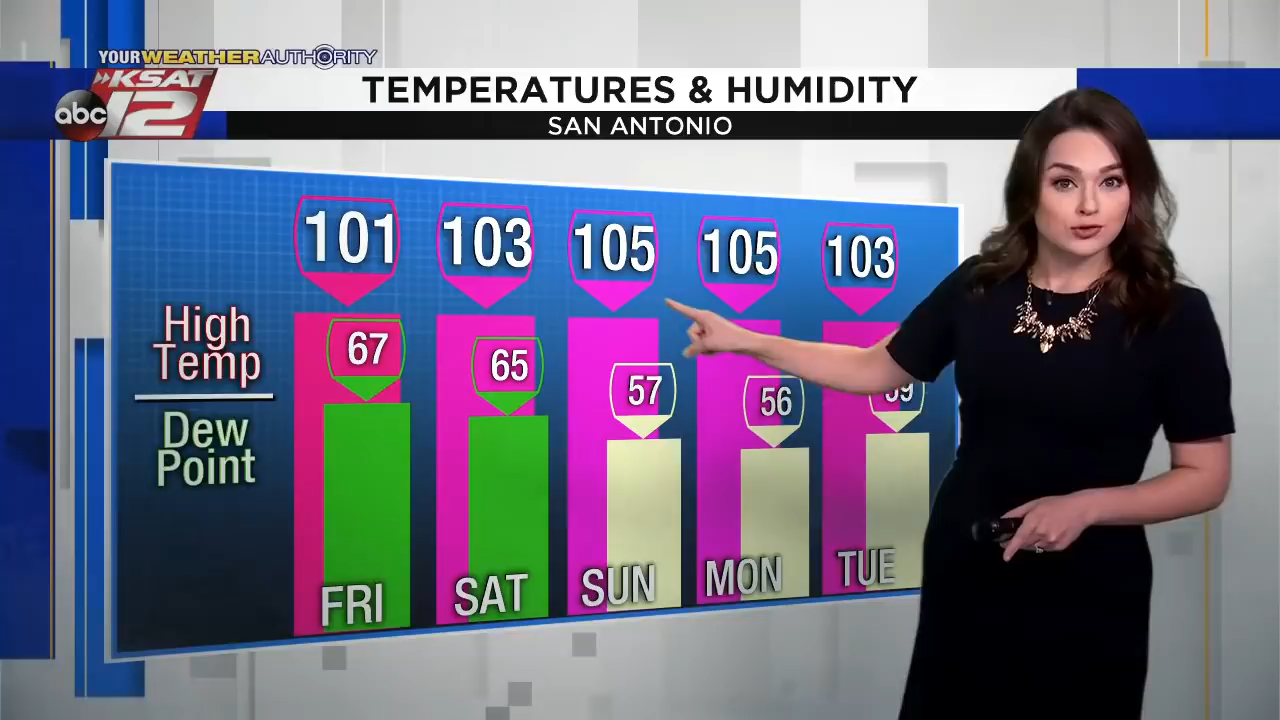 YOUR WEATHER AUTHORITY
KSAT
abc 12
TEMPERATURES & HUMIDITY
SAN ANTONIO
101 103 105 105 103
High
Temp
67 65 57 56 59
Dew
Point
FRI SAT SUN MON TUE